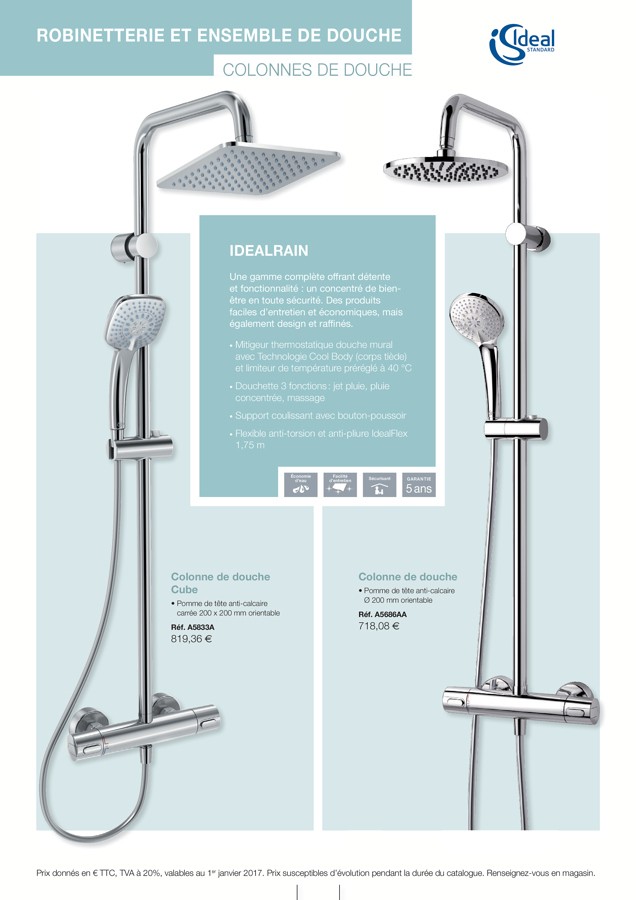 ROBINETTERIE ET ENSEMBLE DE DOUCHE
Ideal
STANDARD
COLONNES DE DOUCHE
IDEALRAIN
Une gamme complète offrant détente
et fonctionnalité : un concentré de bien-
être en toute sécurité. Des produits
faciles d'entretien et économiques, mais
également design et raffinés.
• Mitigeur thermostatique douche mural
avec Technologie Cool Body (corps tiède)
et limiteur de température préréglé à 40 °C
• Douchette 3 fonctions : jet pluie, pluie
concentrée, massage
• Support coulissant avec bouton-poussoir
• Flexible anti-torsion et anti-pliure IdealFlex
1,75 m
Économie
d'eau
Facilité
d'entretien
Sécurisant
GARANTIE
5 ans
Colonne de douche
Cube
• Pomme de tête anti-calcaire
carrée 200 x 200 mm orientable
Réf. A5833A
819,36 €
Colonne de douche
• Pomme de tête anti-calcaire
Ø 200 mm orientable
Réf. A5686AA
718,08 €
Prix donnés en € TTC, TVA à 20%, valables au 1er janvier 2017. Prix susceptibles d'évolution pendant la durée du catalogue. Renseignez-vous en magasin.